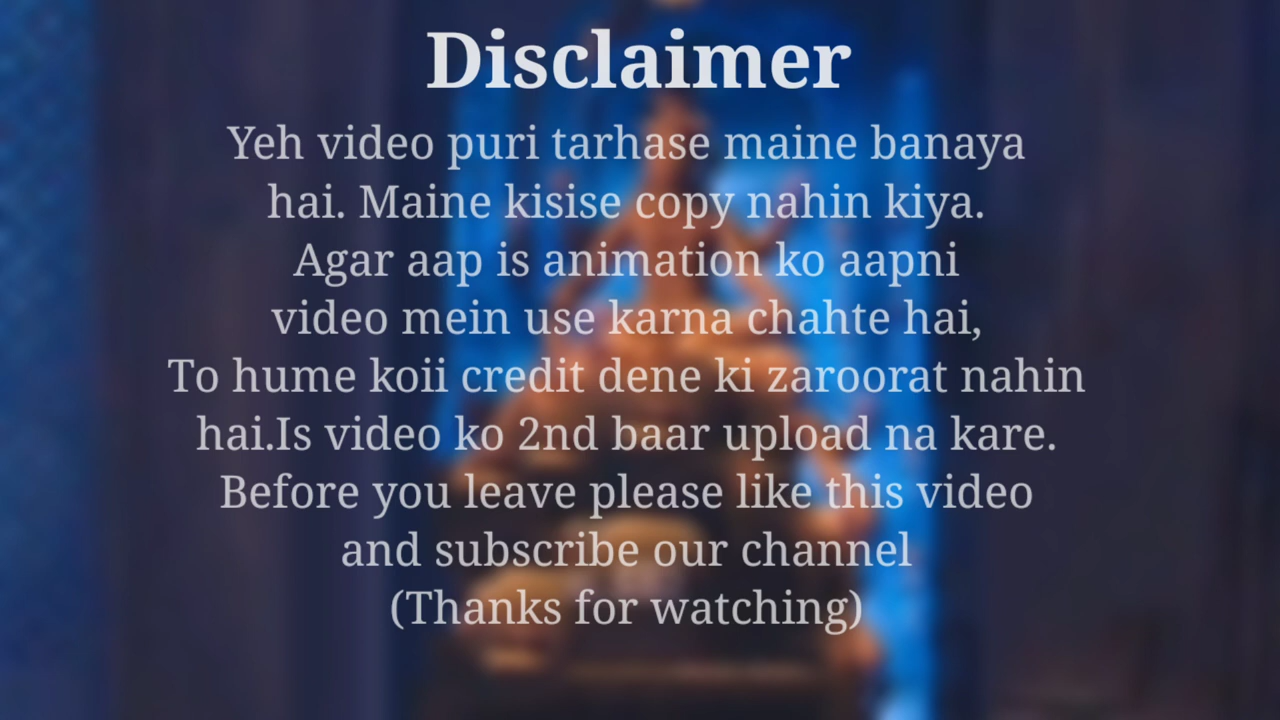 Disclaimer
Yeh video puri tarhase maine banaya
hai. Maine kisise copy nahin kiya.
Agar aap is animation ko aapni
video mein use karna chahte hai,
To hume koii credit dene ki zaroorat nahin
hai.Is video ko 2nd baar upload na kare.
Before you leave please like this video
and subscribe our channel
(Thanks for watching)